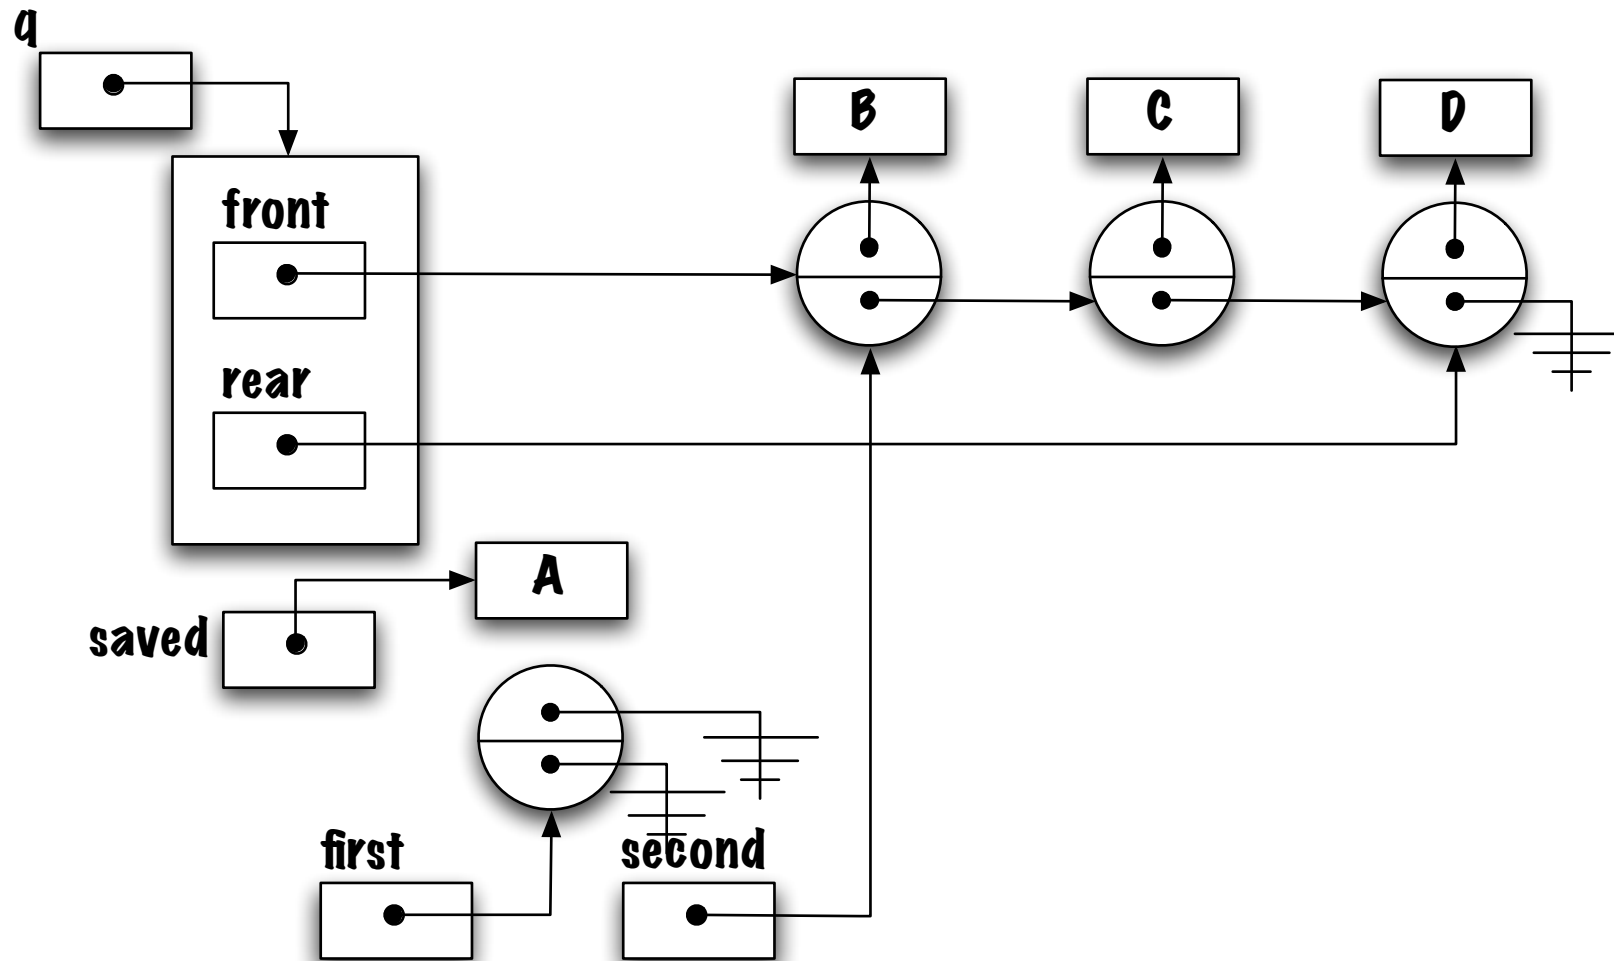 q
B
C
D
front
rear
A
saved
first
second